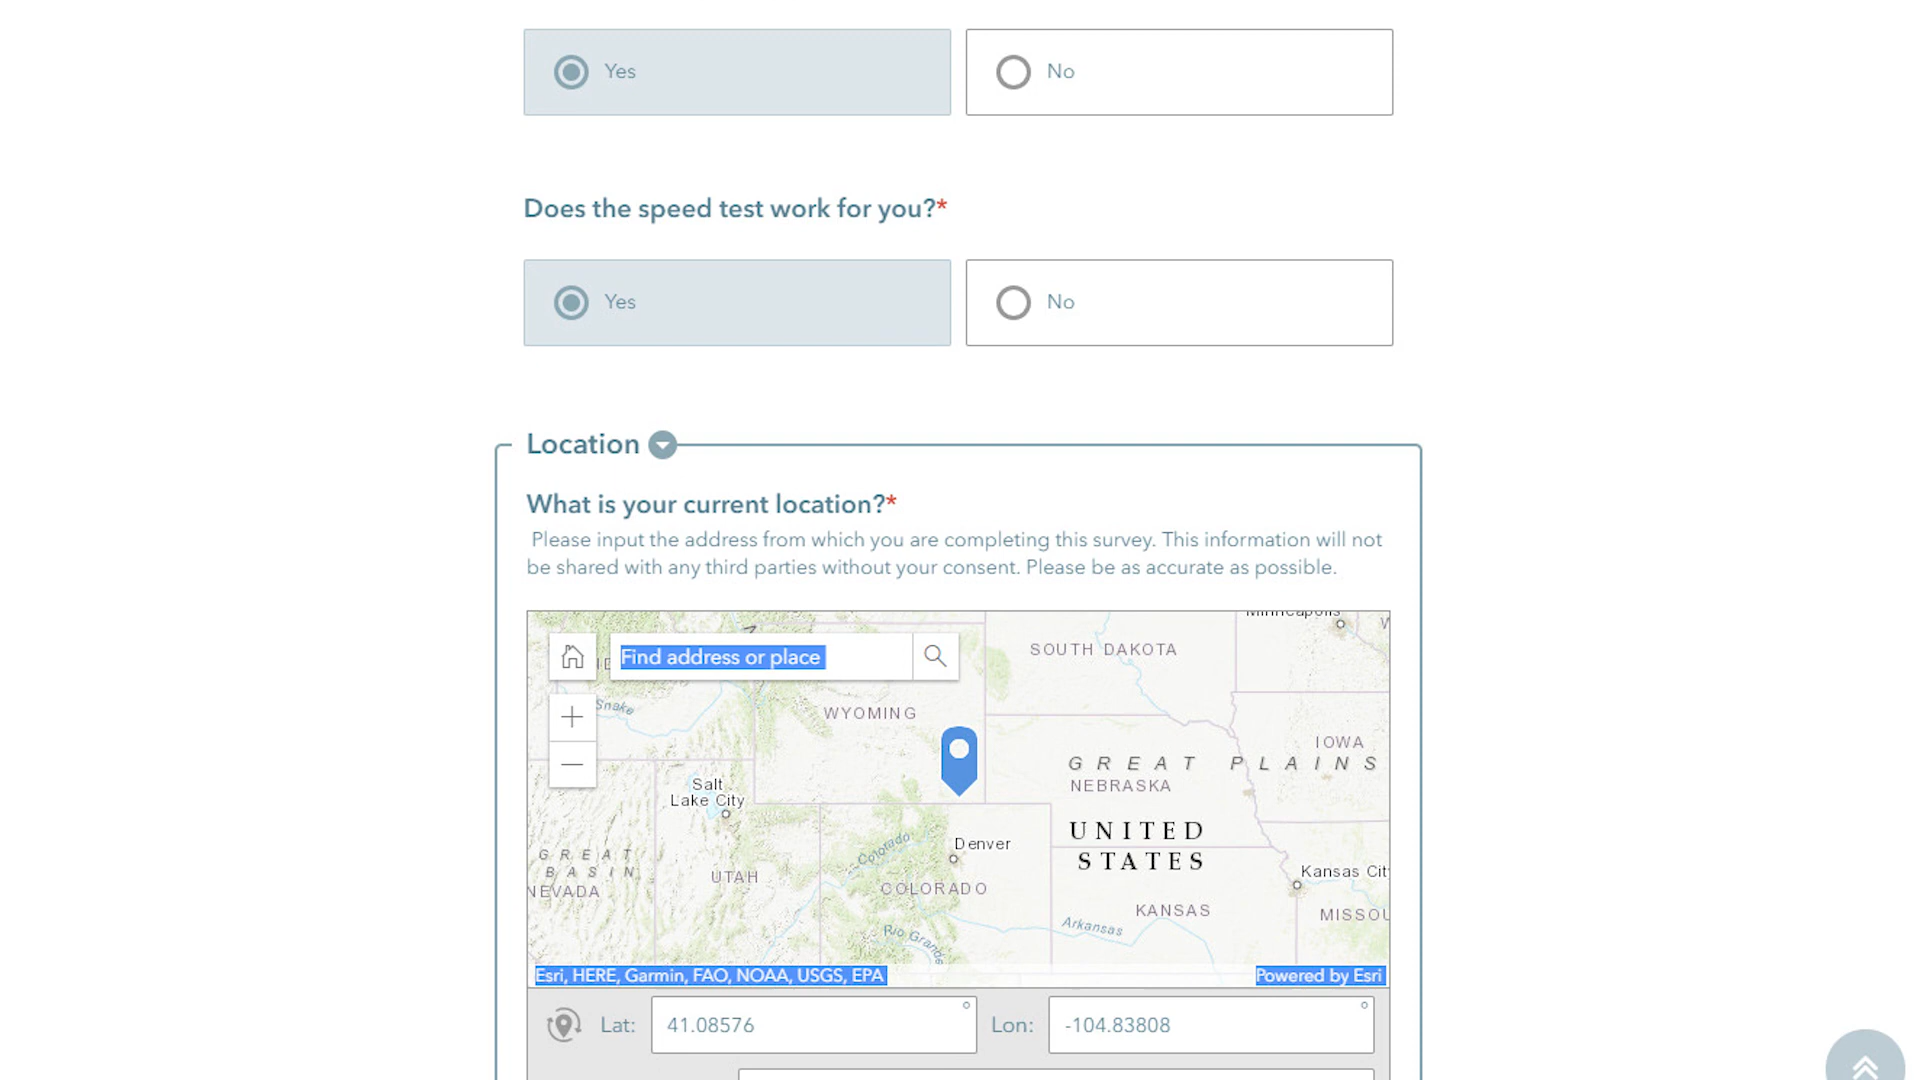 Yes
No
Does the speed test work for you?*
Yes
No
Location
What is your current location?*
Please input the address from which you are completing this survey. This information will not
be shared with any third parties without your consent. Please be as accurate as possible.
Minneapolis
SOUTH DAKOTA
Find address or place
Snake
WYOMING
IOWA
GREAT PLAINS
NEBRASKA
Salt
Lake City
UNITED
STATES
Denver
Colorado
GREAT
BASIN
NEVADA
UTAH
COLORADO
Kansas Cit
KANSAS
MISSOU
Arkansas
Rio Grande
Esri, HERE, Garmin, FAO, NOAA, USGS, EPA
Powered by Esri
Lat:
41.08576
°
Lon:
-104.83808
°